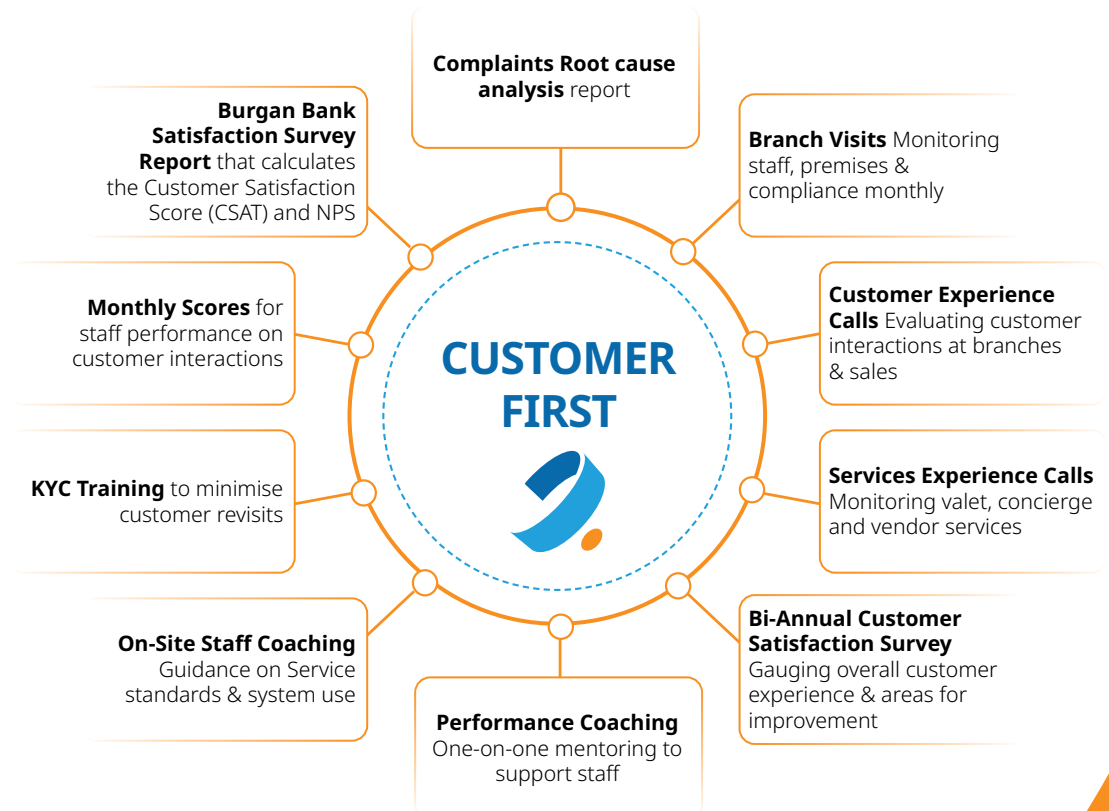 Complaints Root cause
analysis report
Branch Visits Monitoring
staff, premises &
compliance monthly
Customer Experience
Calls Evaluating customer
interactions at branches
& sales
Services Experience Calls
Monitoring valet, concierge
and vendor services
Bi-Annual Customer
Satisfaction Survey
Gauging overall customer
experience & areas for
improvement
Performance Coaching
One-on-one mentoring to
support staff
On-Site Staff Coaching
Guidance on Service
standards & system use
KYC Training to minimise
customer revisits
Monthly Scores for
staff performance on
customer interactions
Burgan Bank
Satisfaction Survey
Report that calculates
the Customer Satisfaction
Score (CSAT) and NPS
CUSTOMER
FIRST